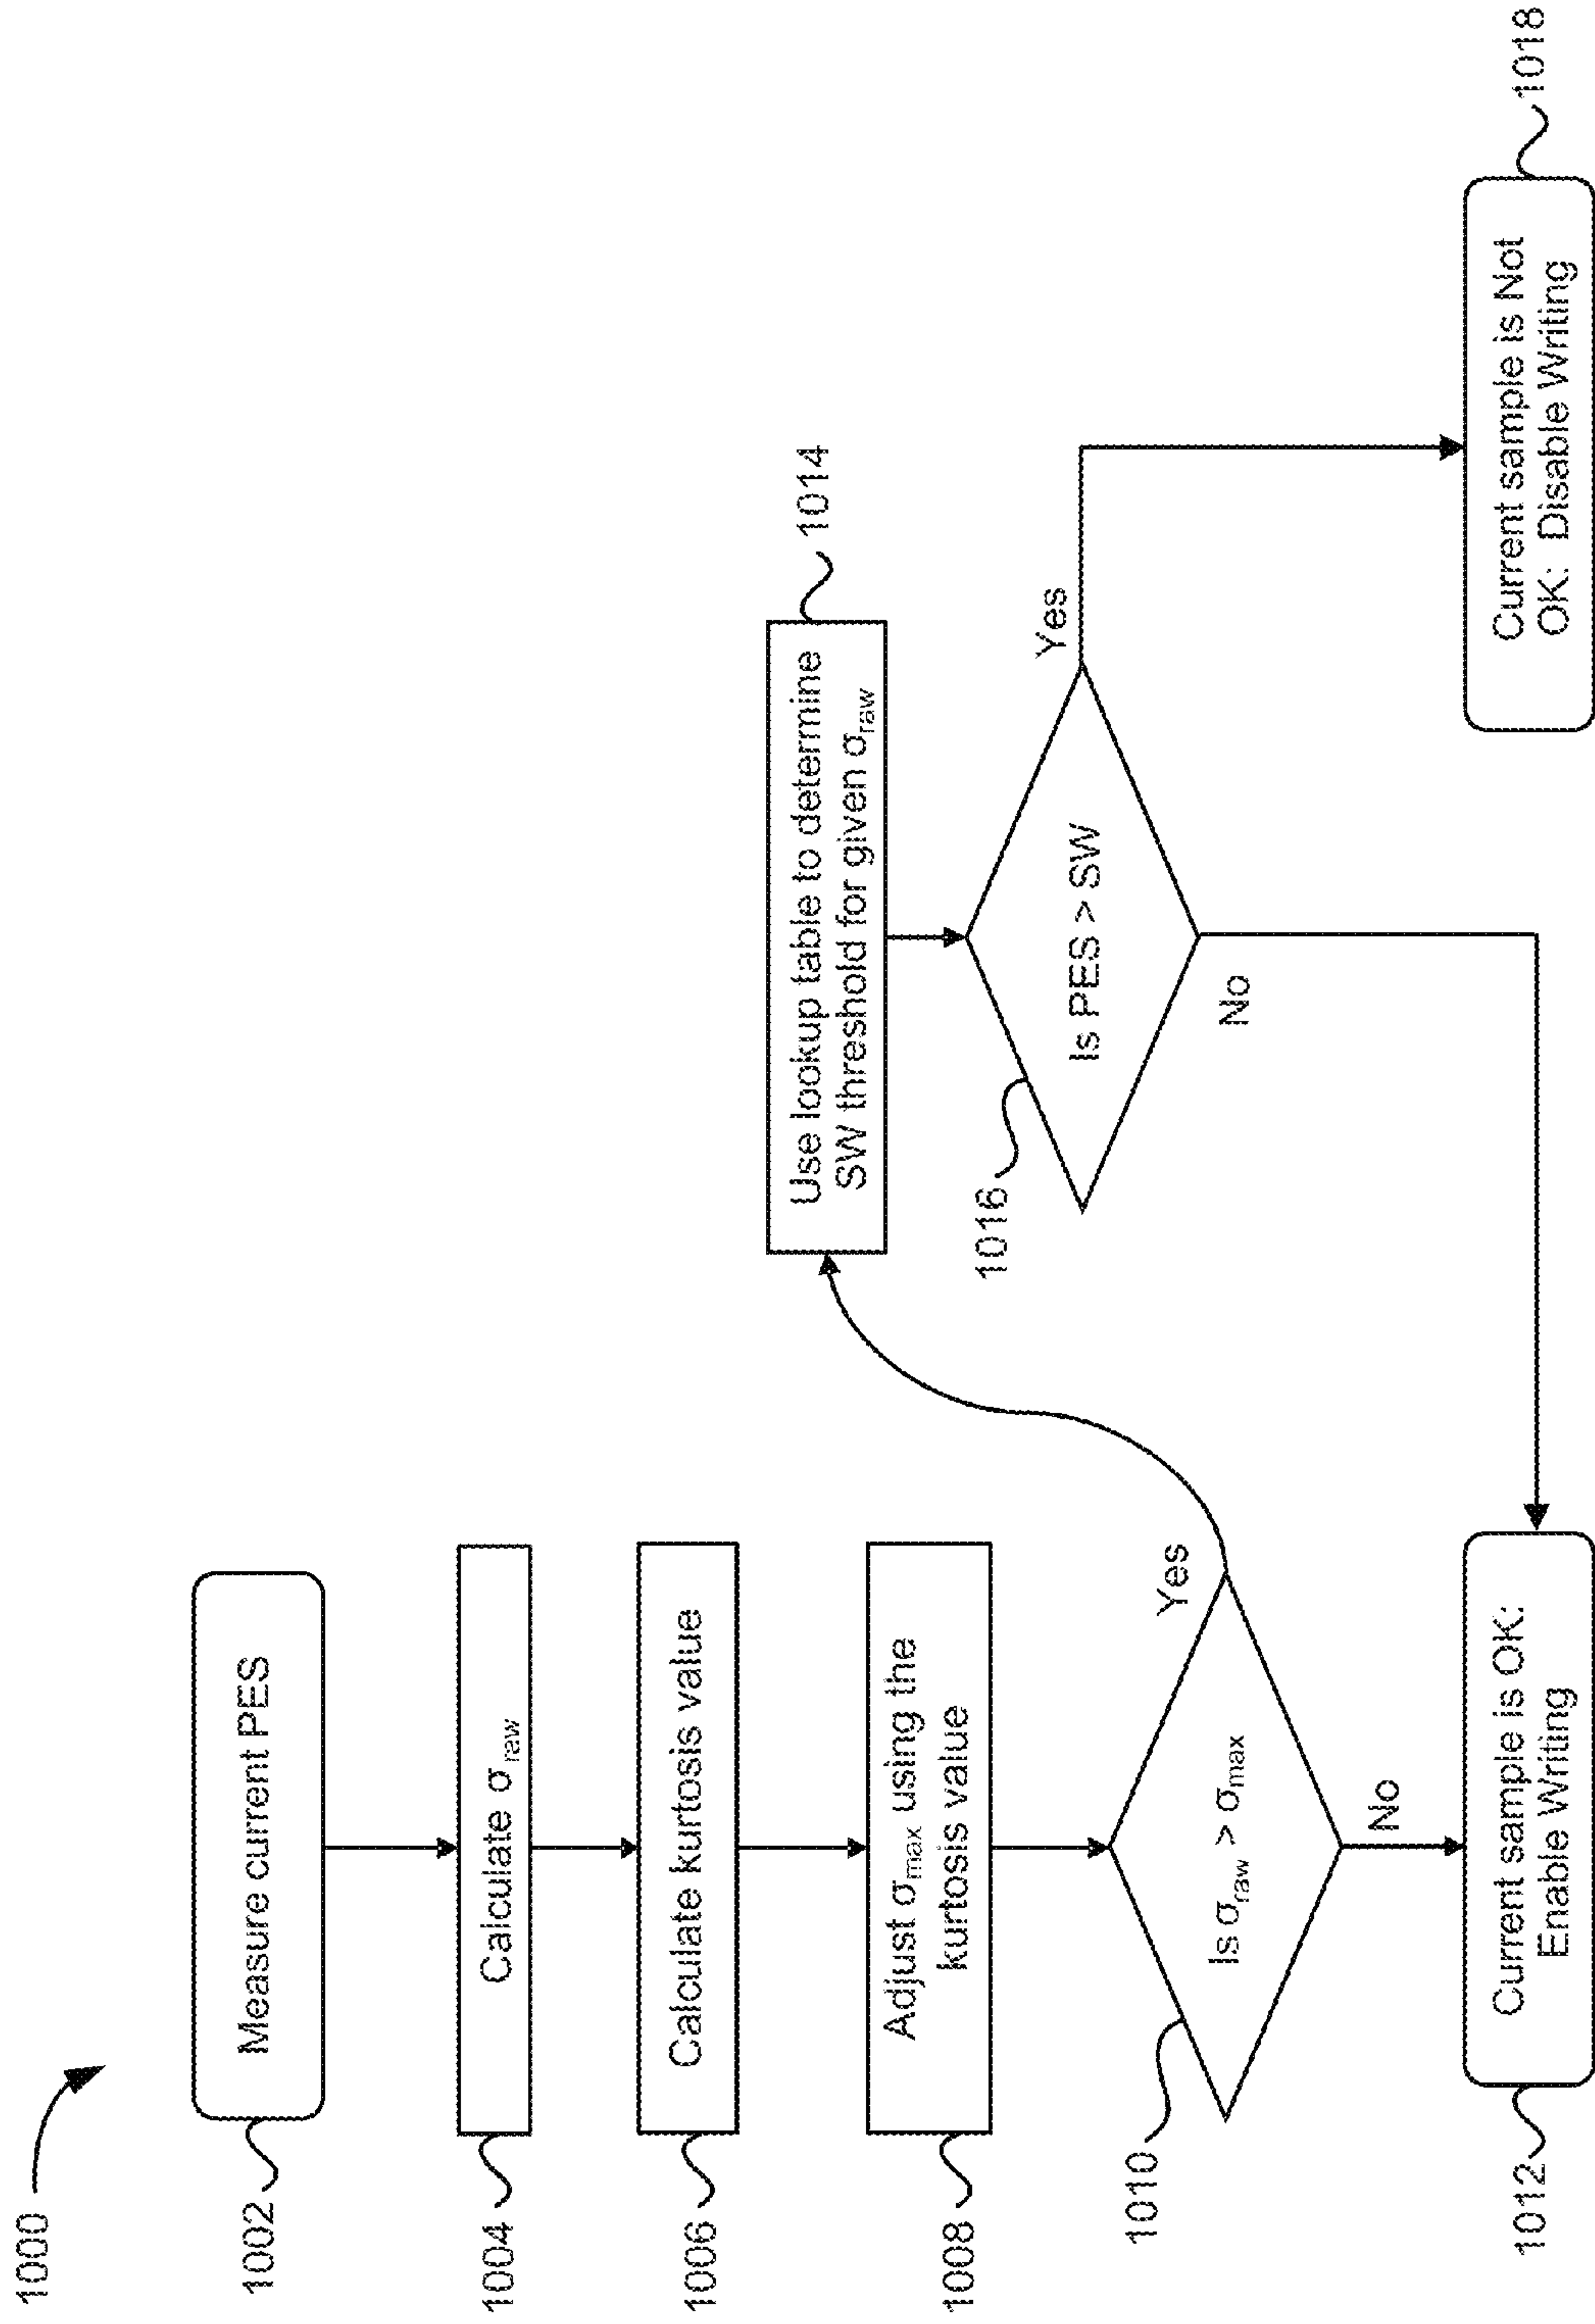 1000
1002
Measure current PES
1004
Calculate σraw
1006
Calculate kurtosis value
1008
Adjust σmax using the
kurtosis value
1010
Is σraw > σmax
Yes
No
1012
Current sample is OK:
Enable Writing
1014
Use lookup table to determine
SW threshold for given σraw
1016
Is PES > SW
Yes
No
1018
Current sample is Not
OK: Disable Writing